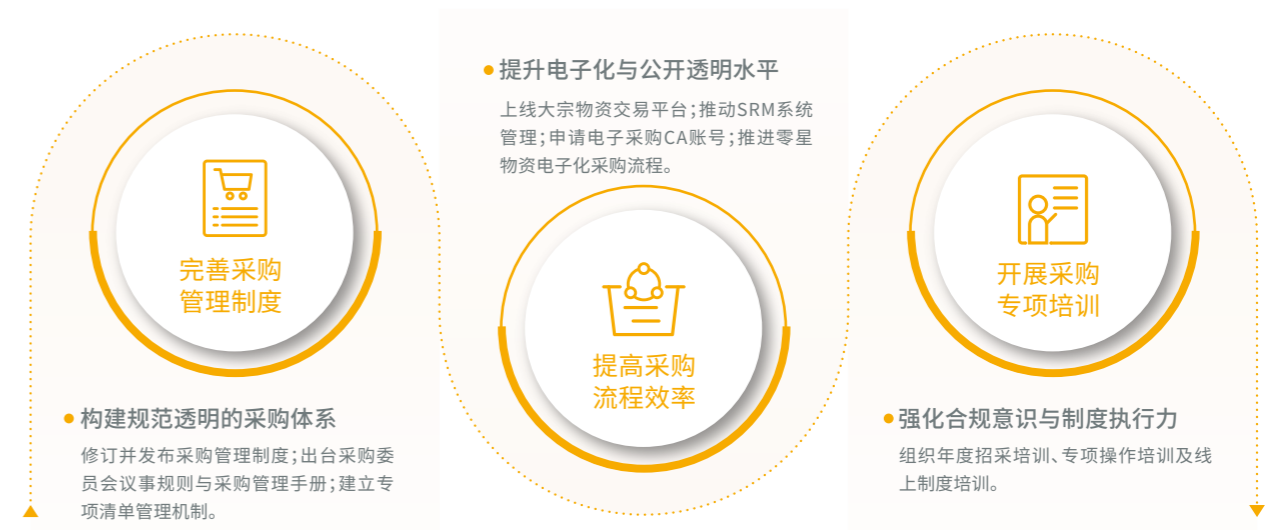 完善采购
管理制度
构建规范透明的采购体系
修订并发布采购管理制度；出台采购委
员会议事规则与采购管理手册；建立专
项清单管理机制。
提升电子化与公开透明水平
上线大宗物资交易平台；推动SRM系统
管理；申请电子采购CA账号；推进零星
物资电子化采购流程。
提高采购
流程效率
开展采购
专项培训
强化合规意识与制度执行力
组织年度招采培训、专项操作培训及线
上制度培训。